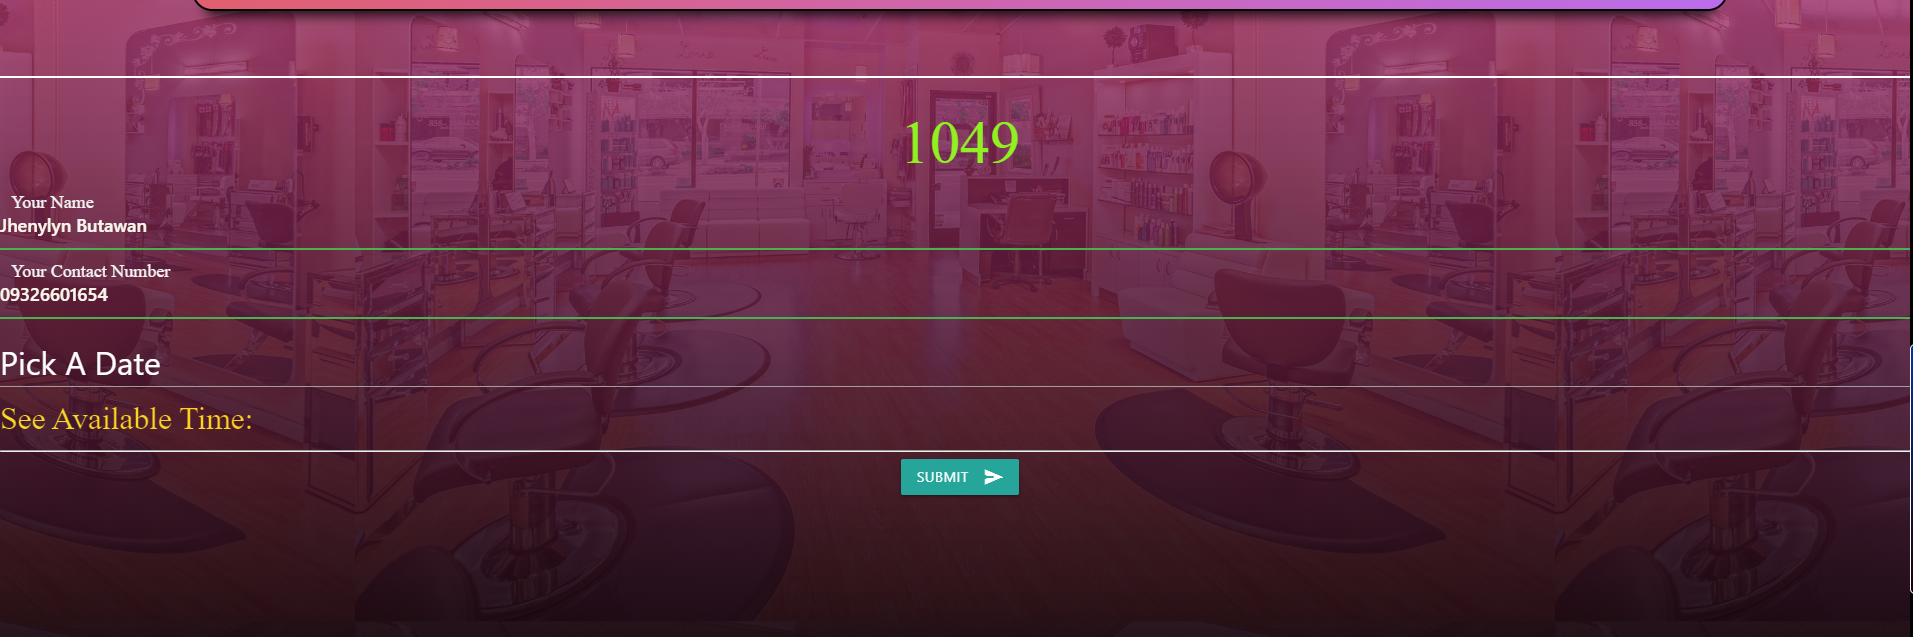 1049
Your Name
Jhenylyn Butawan
Your Contact Number
09326601654
Pick A Date
See Available Time:
SUBMIT